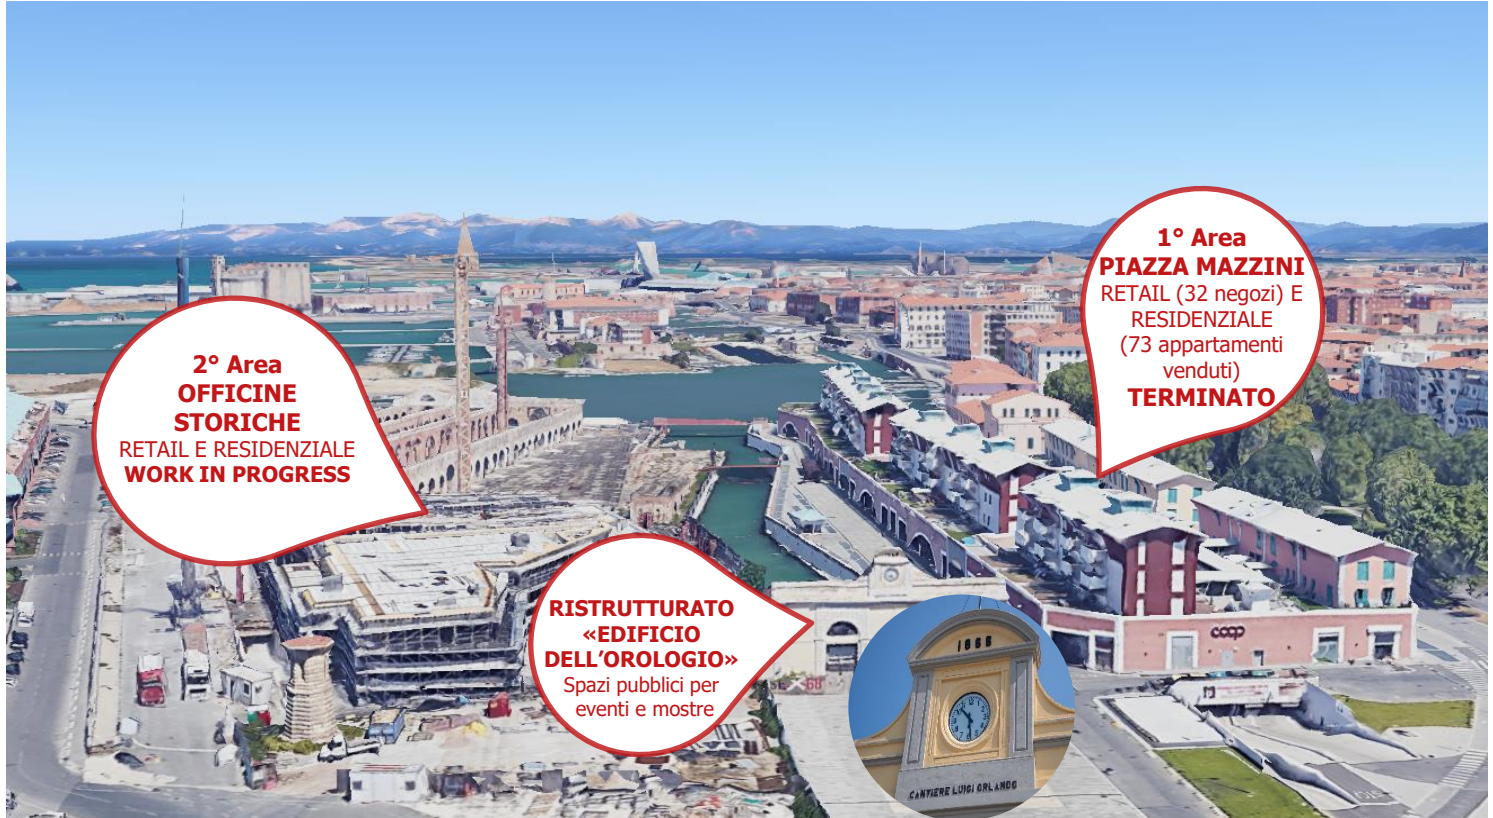 1° Area
PIAZZA MAZZINI
RETAIL (32 negozi) E
RESIDENZIALE
(73 appartamenti
venduti)
TERMINATO
2° Area
OFFICINE
STORICHE
RETAIL E RESIDENZIALE
WORK IN PROGRESS
RISTRUTTURATO
«EDIFICIO
DELL'OROLOGIO»
Spazi pubblici per
eventi e mostre
coop
1866
CANTIERE LUIGI ORLANDO